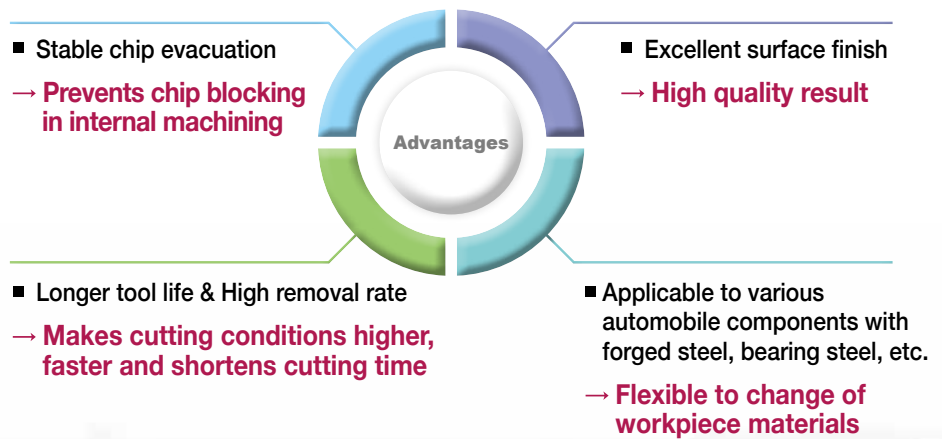 ■ Stable chip evacuation
→ Prevents chip blocking
in internal machining
■ Excellent surface finish
→ High quality result
Advantages
■ Longer tool life & High removal rate
→ Makes cutting conditions higher,
faster and shortens cutting time
■ Applicable to various
automobile components with
forged steel, bearing steel, etc.
→ Flexible to change of
workpiece materials